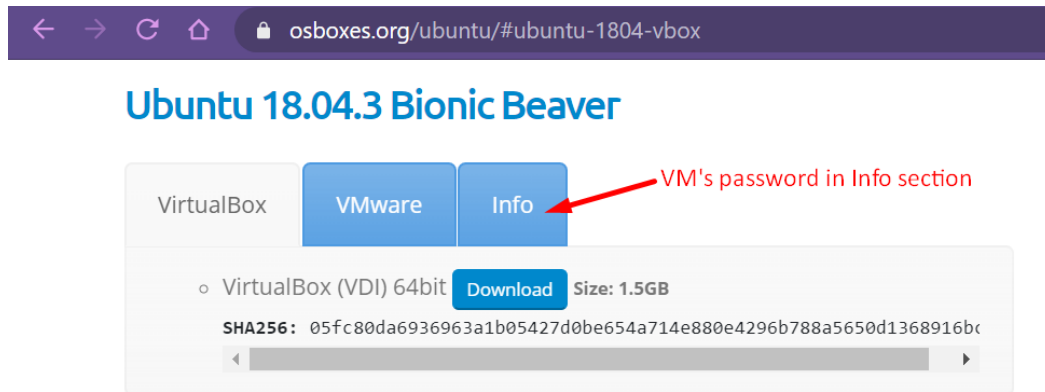 osboxes.org/ubuntu/#ubuntu-1804-vbox
Ubuntu 18.04.3 Bionic Beaver
VM's password in Info section
VirtualBox VMware Info
VirtualBox (VDI) 64bit Download Size: 1.5GB
SHA256: 05fc80da6936963a1b05427d0be654a714e880e4296b788a5650d1368916bc